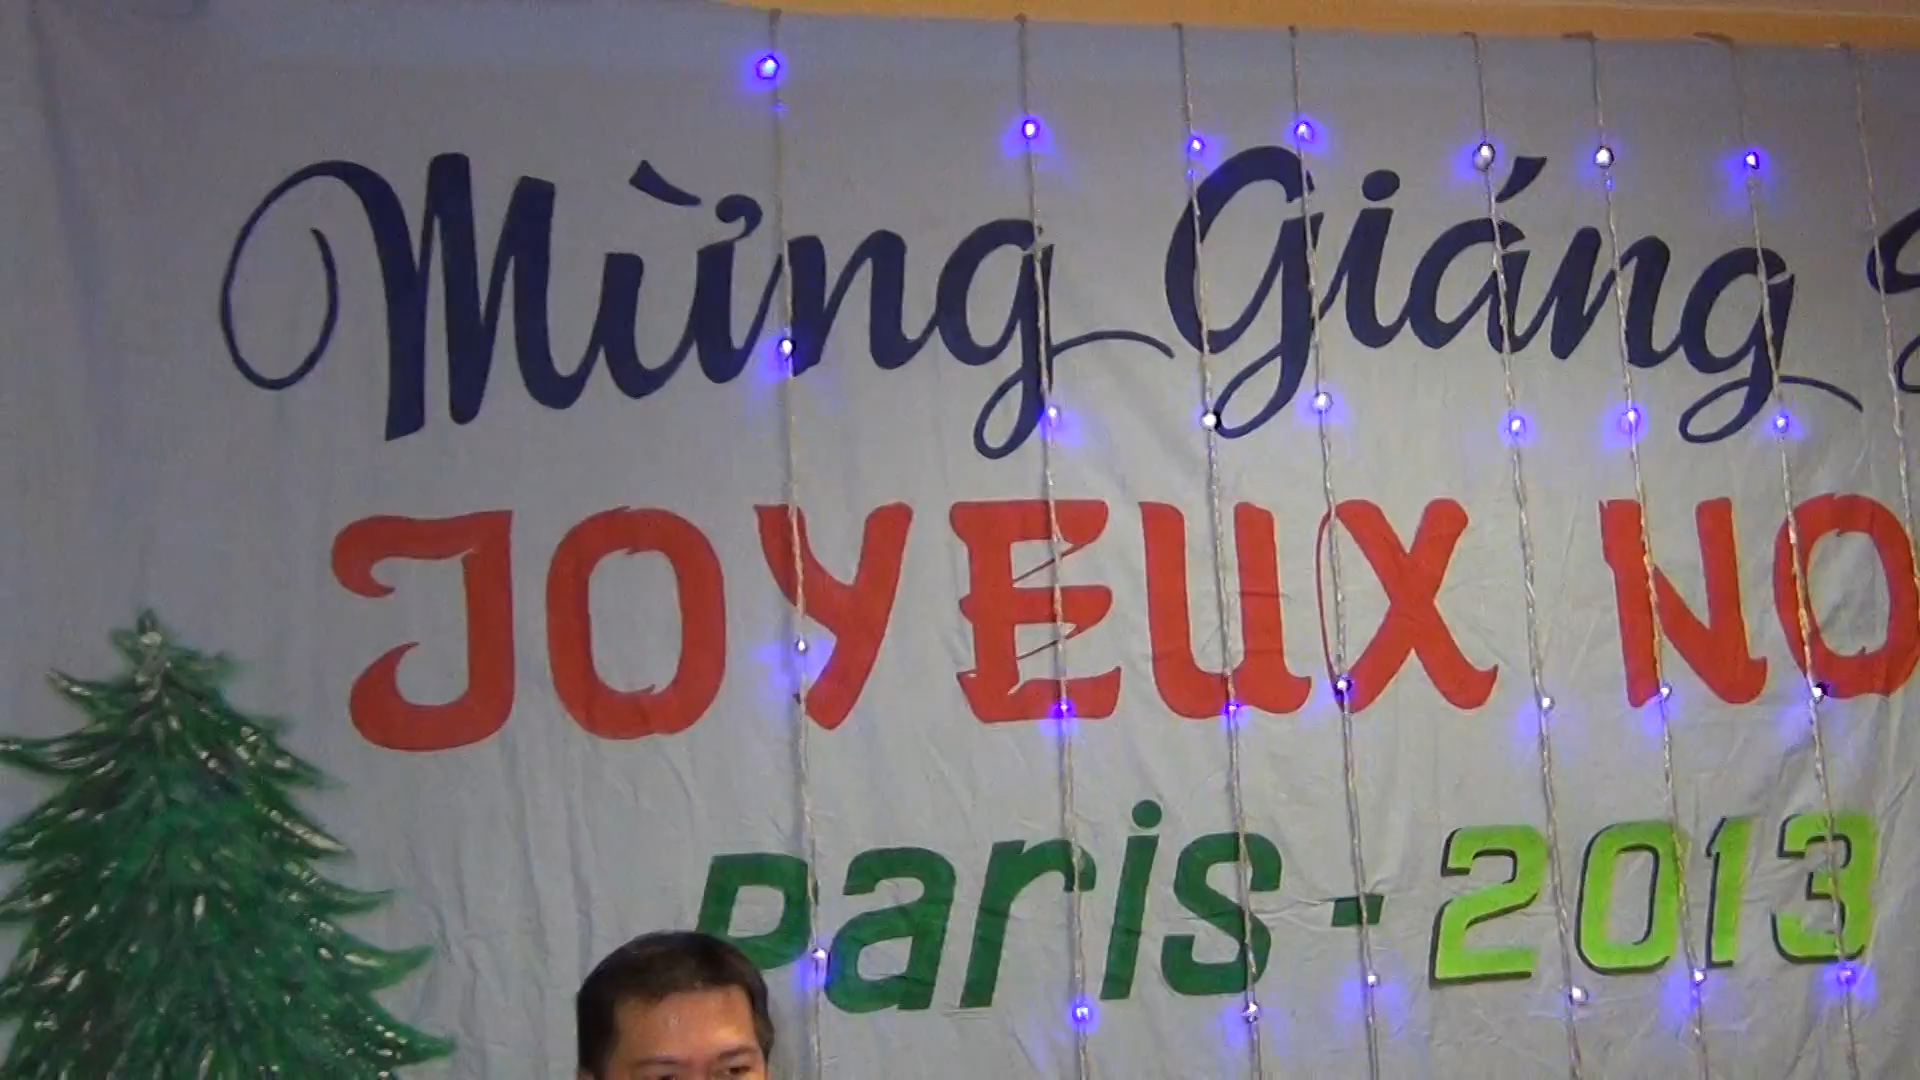 Mừng Giáng S
JOYEUX NO
Paris - 2013